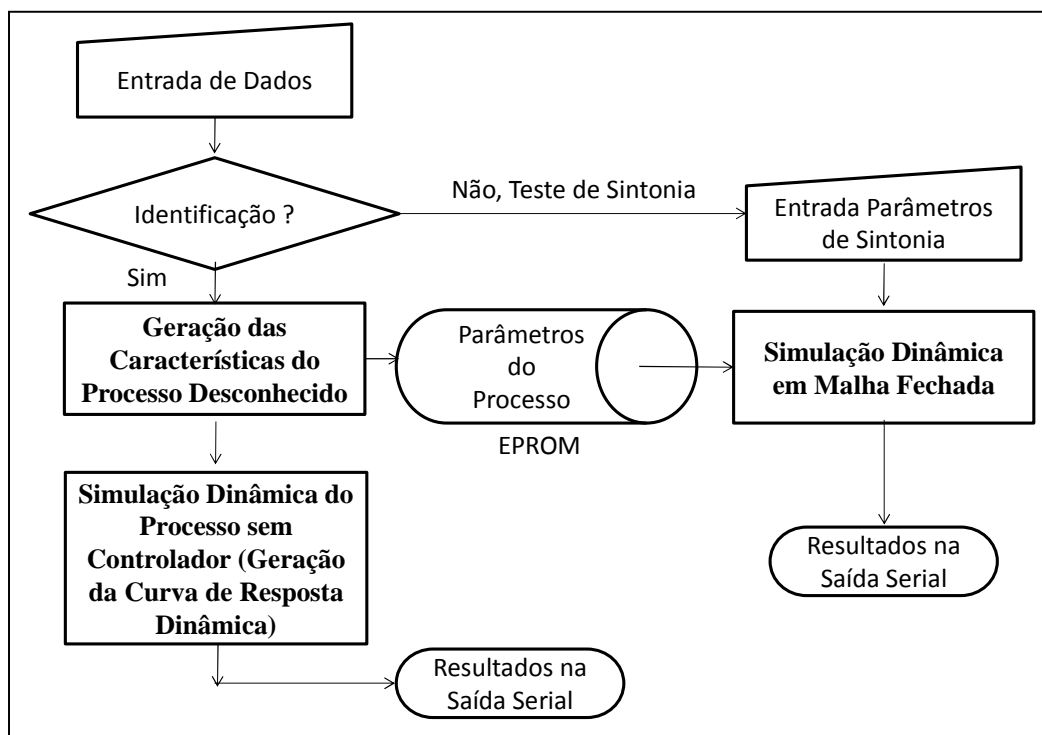 Entrada de Dados
Identificação ?
Não, Teste de Sintonia
Entrada Parâmetros
de Sintonia
Sim
Geração das
Características do
Processo Desconhecido
Parâmetros
do
Processo
EPROM
Simulação Dinâmica
em Malha Fechada
Simulação Dinâmica do
Processo sem
Controlador (Geração
da Curva de Resposta
Dinâmica)
Resultados na
Saída Serial
Resultados na
Saída Serial